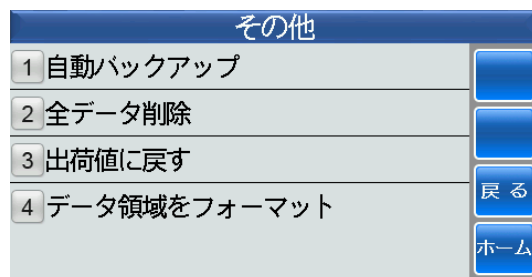 その他
1 自動バックアップ
2 全データ削除
3 出荷値に戻す
4 データ領域をフォーマット
戻る
ホーム